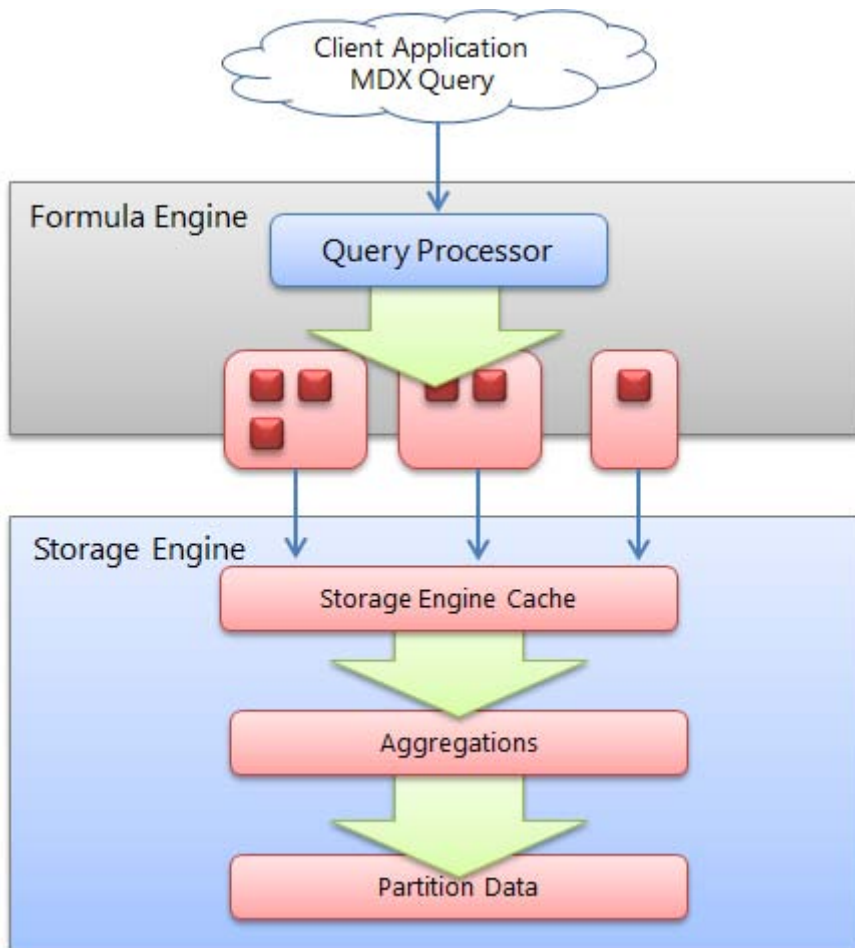 Client Application
MDX Query
Formula Engine
Query Processor
Storage Engine
Storage Engine Cache
Aggregations
Partition Data